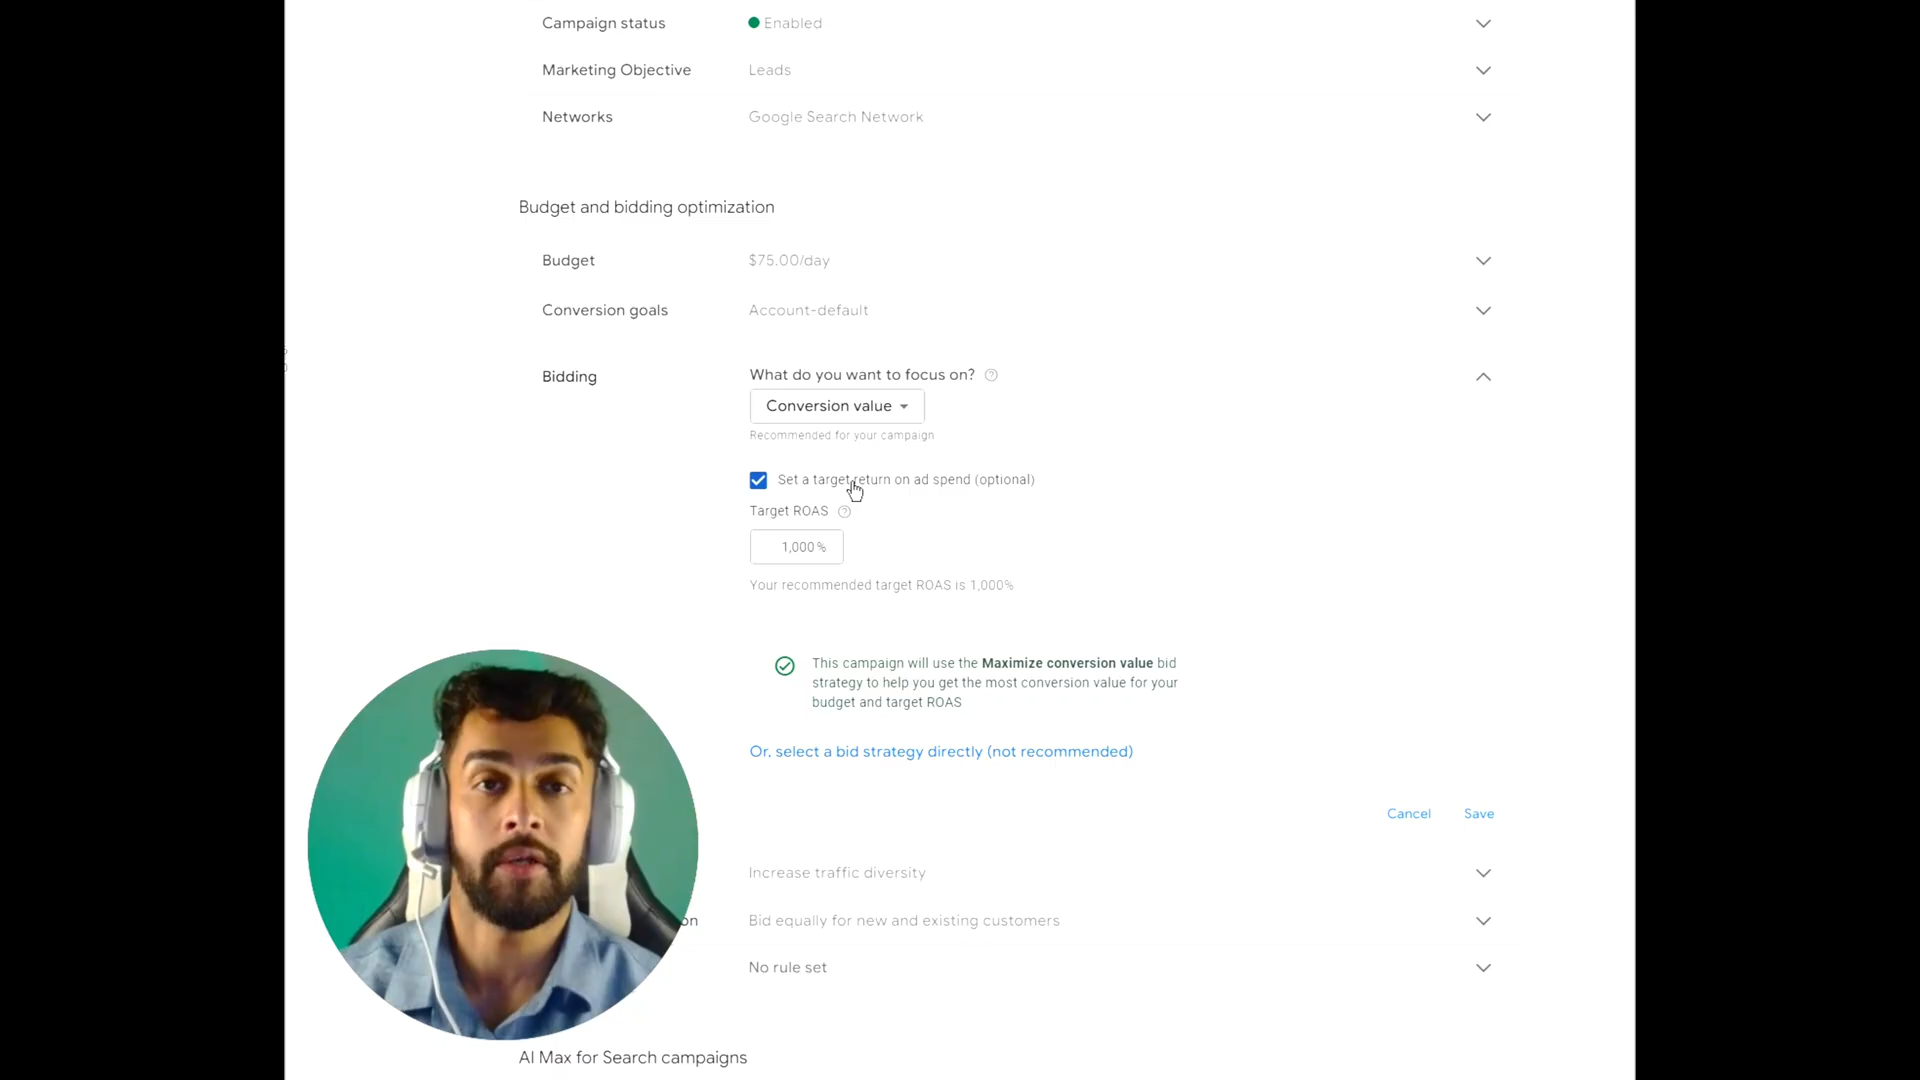 Campaign status Enabled
Marketing Objective Leads
Networks Google Search Network
Budget and bidding optimization
Budget $75.00/day
Conversion goals Account-default
Bidding What do you want to focus on?
Conversion value
Recommended for your campaign
Set a target return on ad spend (optional)
Target ROAS
1,000%
Your recommended target ROAS is 1,000%
This campaign will use the Maximize conversion value bid
strategy to help you get the most conversion value for your
budget and target ROAS
Or, select a bid strategy directly (not recommended)
Cancel Save
Increase traffic diversity
on Bid equally for new and existing customers
No rule set
AI Max for Search campaigns